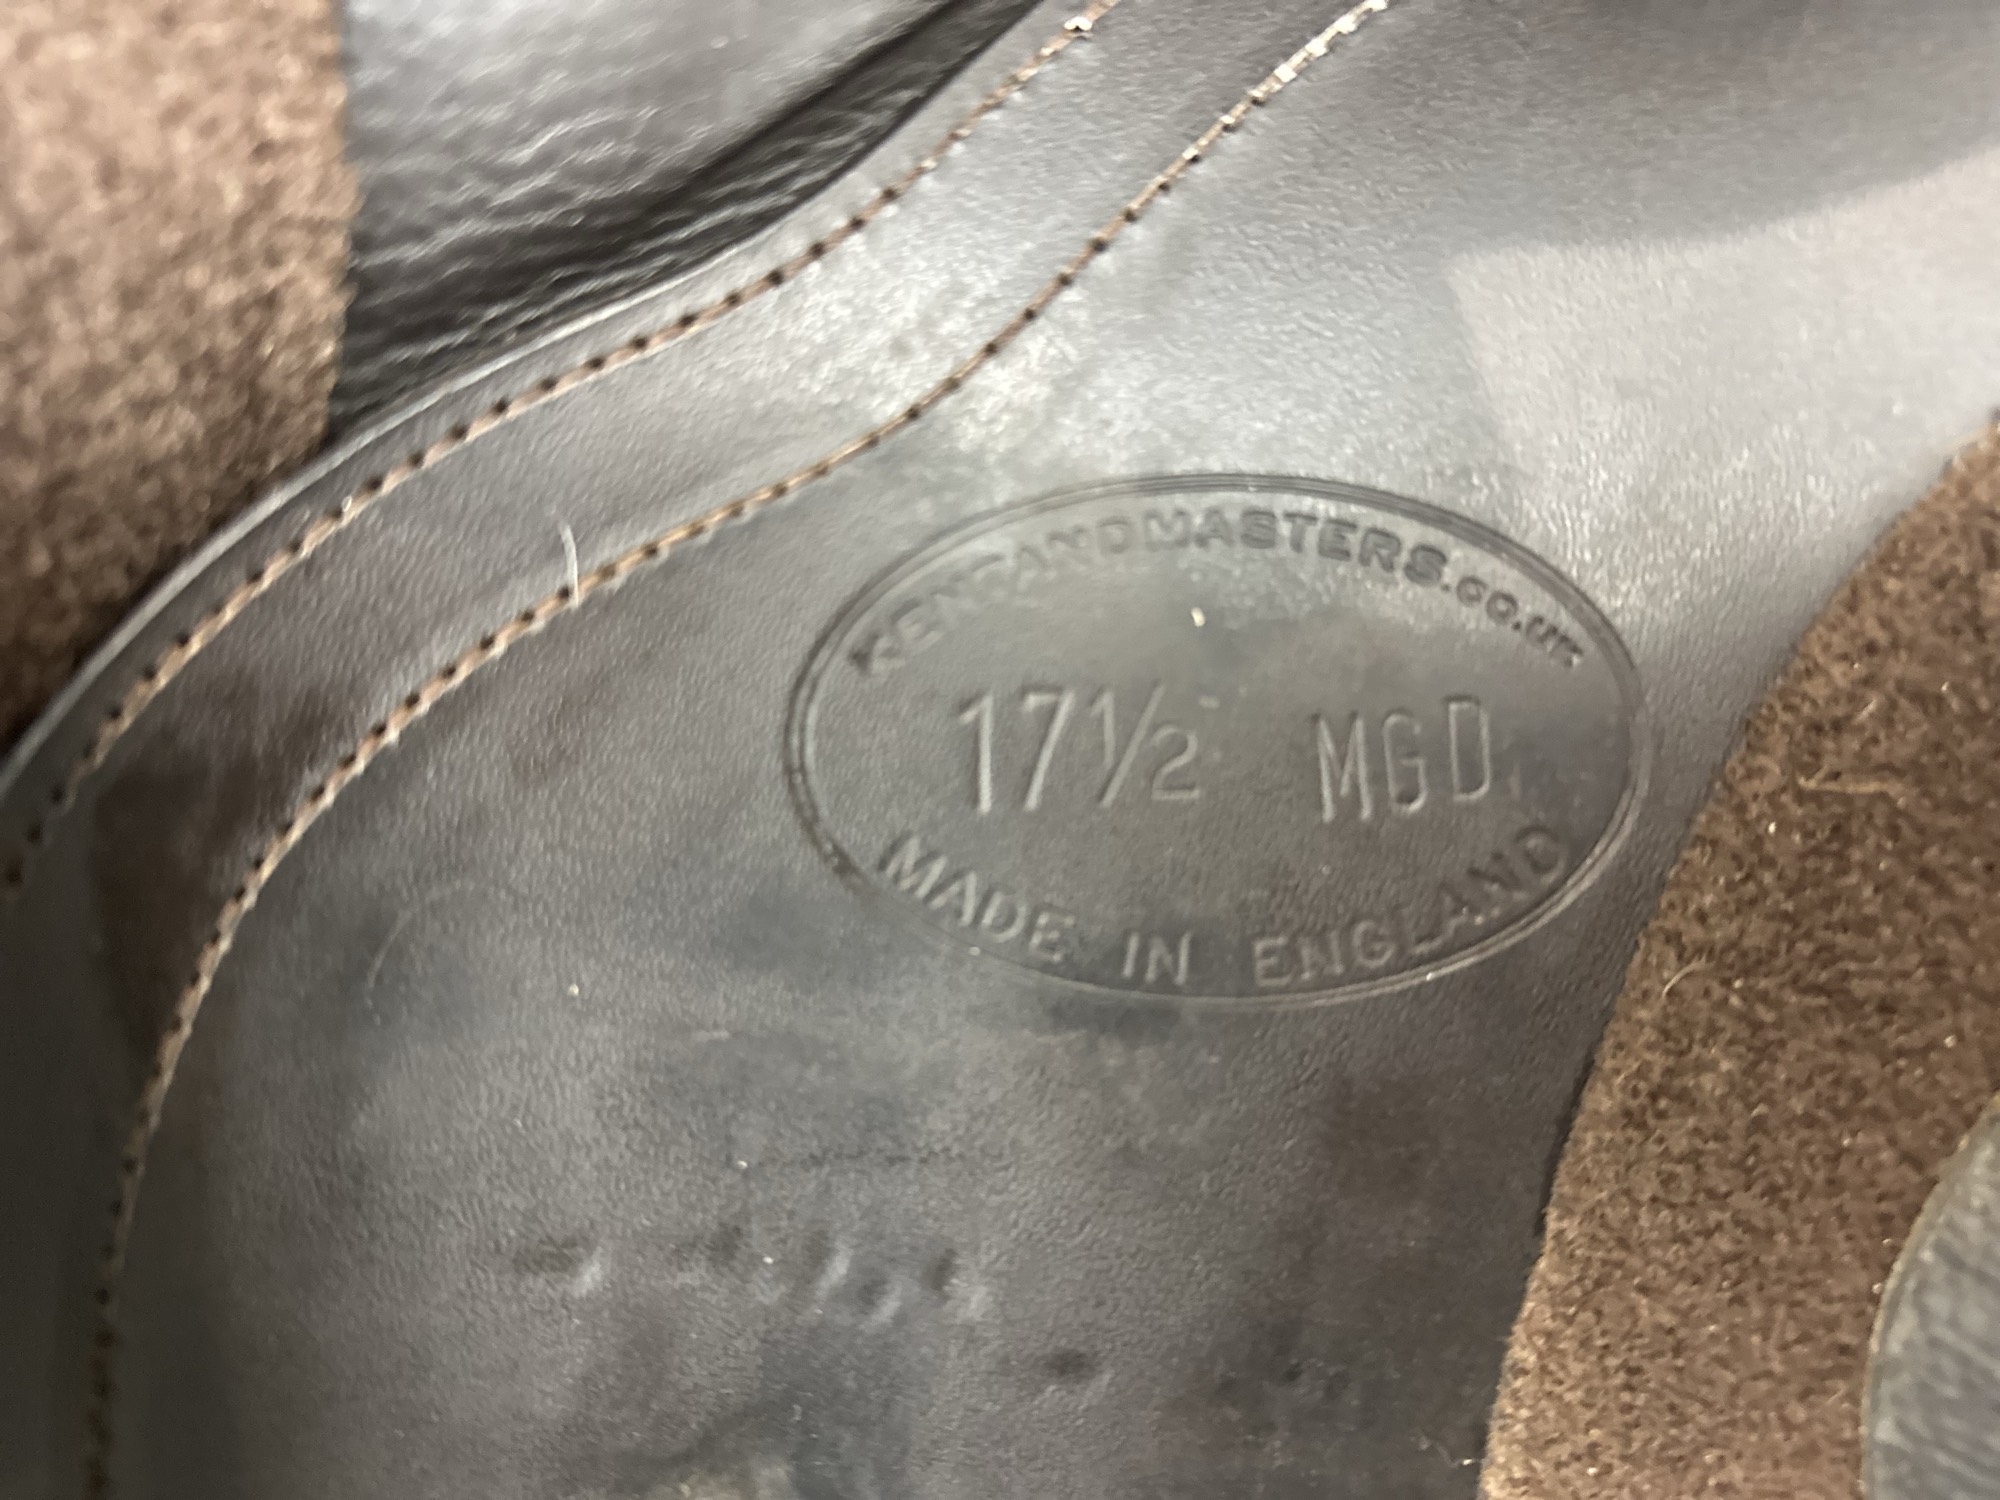 KENTANDMASTERS.CO.UK
17½ MGD
MADE IN ENGLAND